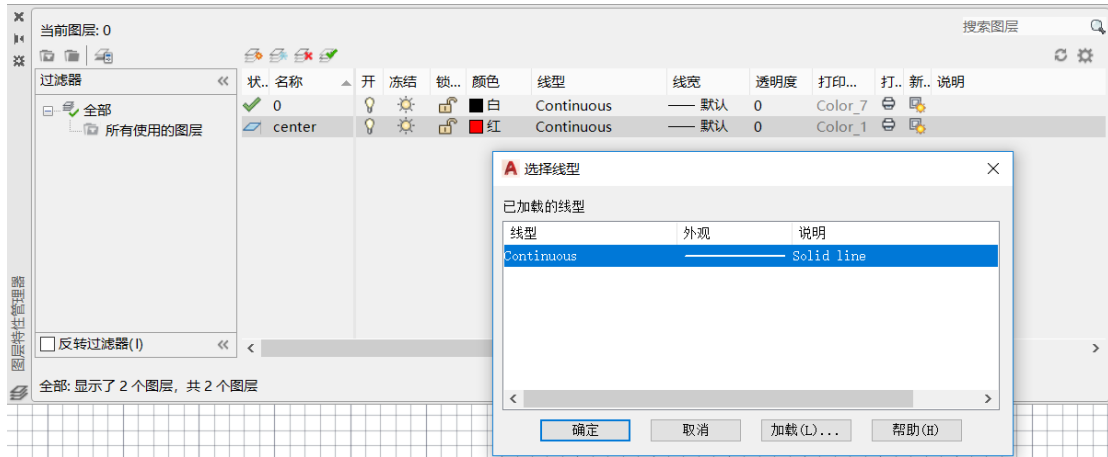 当前图层: 0
搜索图层
过滤器
状.. 名称 开 冻结 锁... 颜色 线型 线宽 透明度 打印... 打.. 新.. 说明
全部
0 白 Continuous 默认 0 Color_7
所有使用的图层
center 红 Continuous 默认 0 Color_1
选择线型
已加载的线型
线型 外观 说明
Continuous Solid line
图层特性管理器
反转过滤器(I)
全部: 显示了 2 个图层，共 2 个图层
确定 取消 加载(L)... 帮助(H)